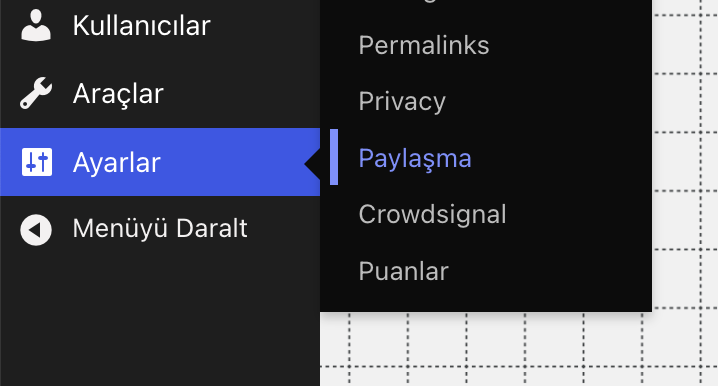 Kullanıcılar
Araçlar
Ayarlar
Menüyü Daralt
Permalinks
Privacy
Paylaşma
Crowdsignal
Puanlar